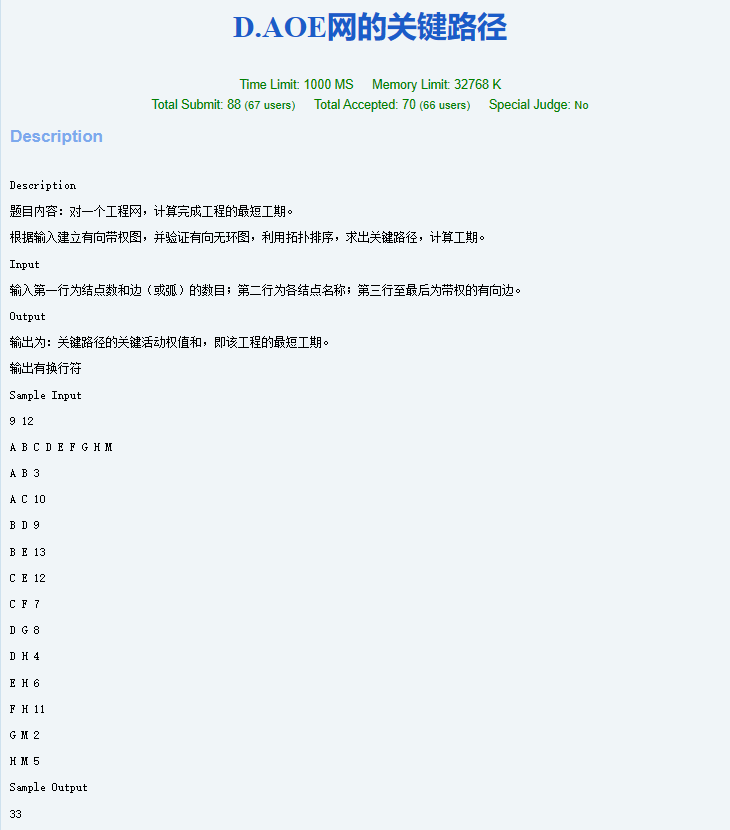 D.AOE网的关键路径
Time Limit: 1000 MS Memory Limit: 32768 K
Total Submit: 88 (67 users) Total Accepted: 70 (66 users) Special Judge: No
Description
Description
题目内容：对一个工程网，计算完成工程的最短工期。
根据输入建立有向带权图，并验证有向无环图，利用拓扑排序，求出关键路径，计算工期。
Input
输入第一行为结点数和边（或弧）的数目；第二行为各结点名称；第三行至最后为带权的有向边。
Output
输出为：关键路径的关键活动权值和，即该工程的最短工期。
输出有换行符
Sample Input
9 12
A B C D E F G H M
A B 3
A C 10
B D 9
B E 13
C E 12
C F 7
D G 8
D H 4
E H 6
F H 11
G M 2
H M 5
Sample Output
33